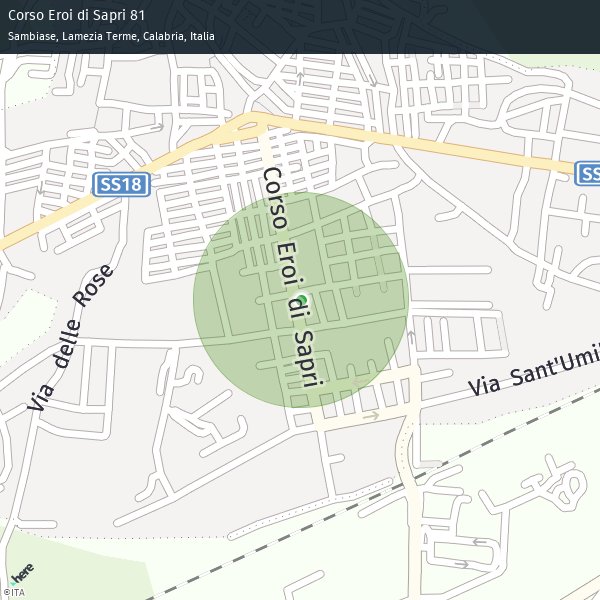 Corso Eroi di Sapri 81
Sambiase, Lamezia Terme, Calabria, Italia
SS18
SS
Corso Eroi di Sapri
Via delle Rose
Via Sant'Umi
here
©ITA